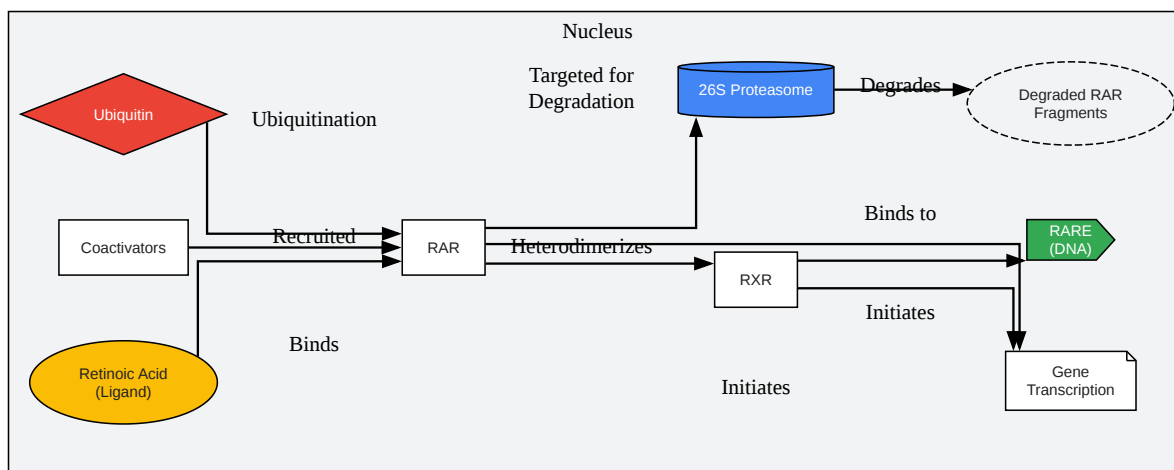 Nucleus
Targeted for
Degradation
26S Proteasome
Degrades
Degraded RAR
Fragments
Ubiquitin
Ubiquitination
Coactivators
Recruited
RAR
Heterodimerizes
RXR
Binds to
RARE
(DNA)
Initiates
Retinoic Acid
(Ligand)
Binds
Initiates
Gene
Transcription